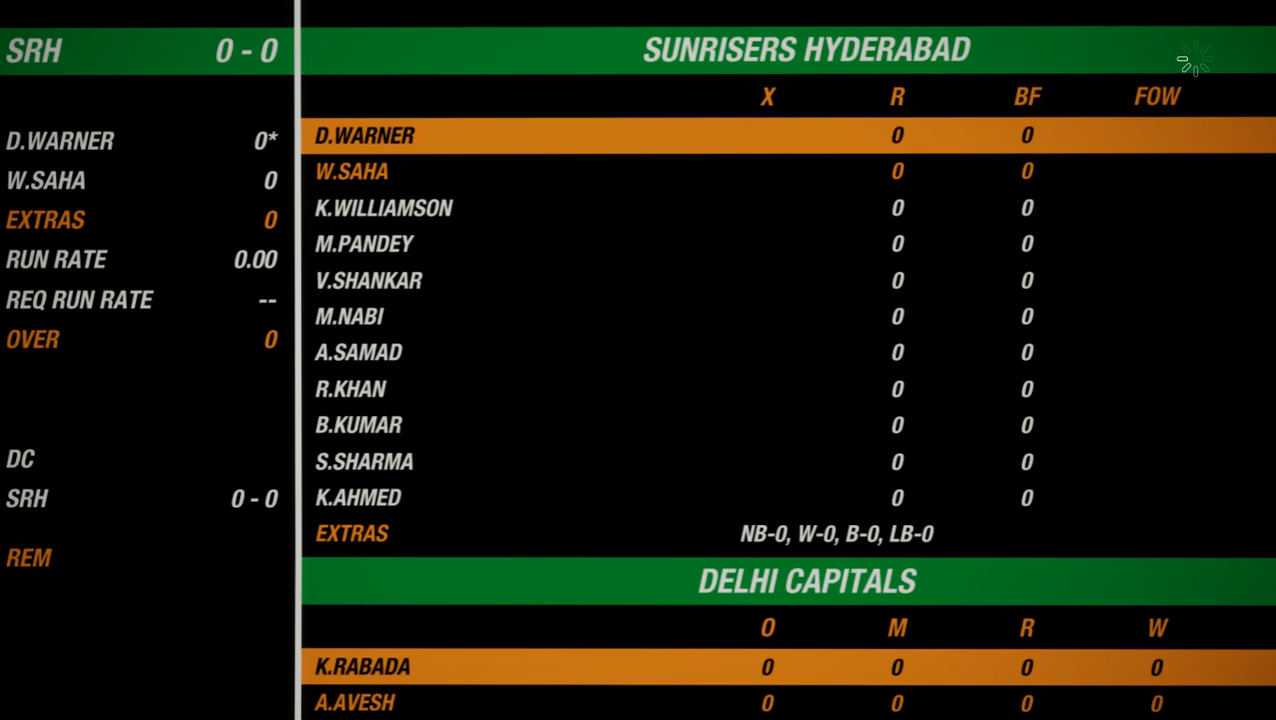 SRH 0 - 0
D.WARNER 0*
W.SAHA 0
EXTRAS 0
RUN RATE 0.00
REQ RUN RATE --
OVER 0
DC
SRH 0 - 0
REM
SUNRISERS HYDERABAD
X R BF FOW
D.WARNER 0 0
W.SAHA 0 0
K.WILLIAMSON 0 0
M.PANDEY 0 0
V.SHANKAR 0 0
M.NABI 0 0
A.SAMAD 0 0
R.KHAN 0 0
B.KUMAR 0 0
S.SHARMA 0 0
K.AHMED 0 0
EXTRAS NB-0, W-0, B-0, LB-0
DELHI CAPITALS
O M R W
K.RABADA 0 0 0 0
A.AVESH 0 0 0 0